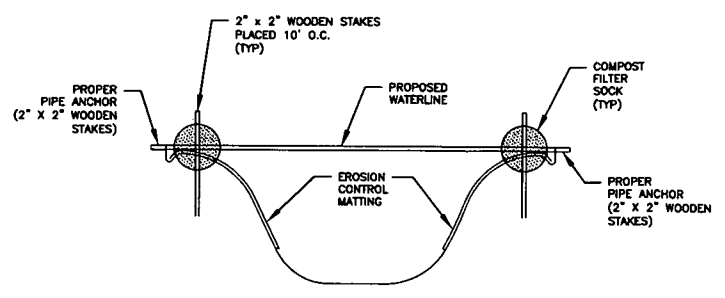 2" x 2" WOODEN STAKES
PLACED 10' O.C.
(TYP)
PROPER
PIPE ANCHOR
(2" X 2" WOODEN
STAKES)
PROPOSED
WATERLINE
COMPOST
FILTER
SOCK
(TYP)
EROSION
CONTROL
MATTING
PROPER
PIPE ANCHOR
(2" X 2" WOODEN
STAKES)